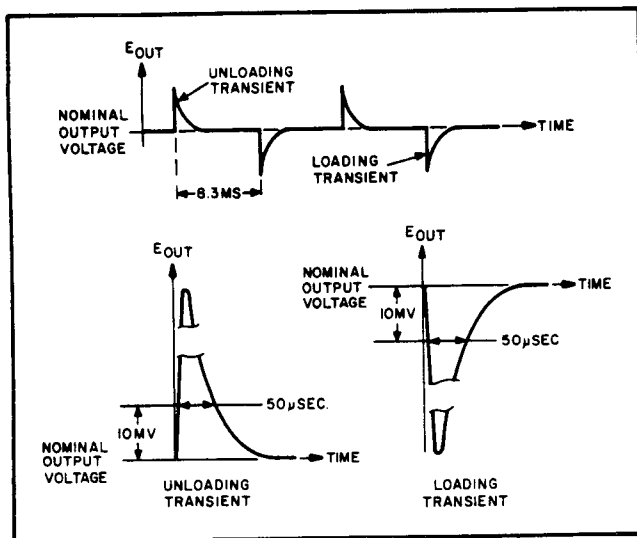 EOUT
UNLOADING
TRANSIENT
NOMINAL
OUTPUT
VOLTAGE
TIME
LOADING
TRANSIENT
8.3MS
EOUT
10MV
50μSEC.
NOMINAL
OUTPUT
VOLTAGE
TIME
UNLOADING
TRANSIENT
EOUT
NOMINAL
OUTPUT
VOLTAGE
TIME
10MV
50μSEC
LOADING
TRANSIENT